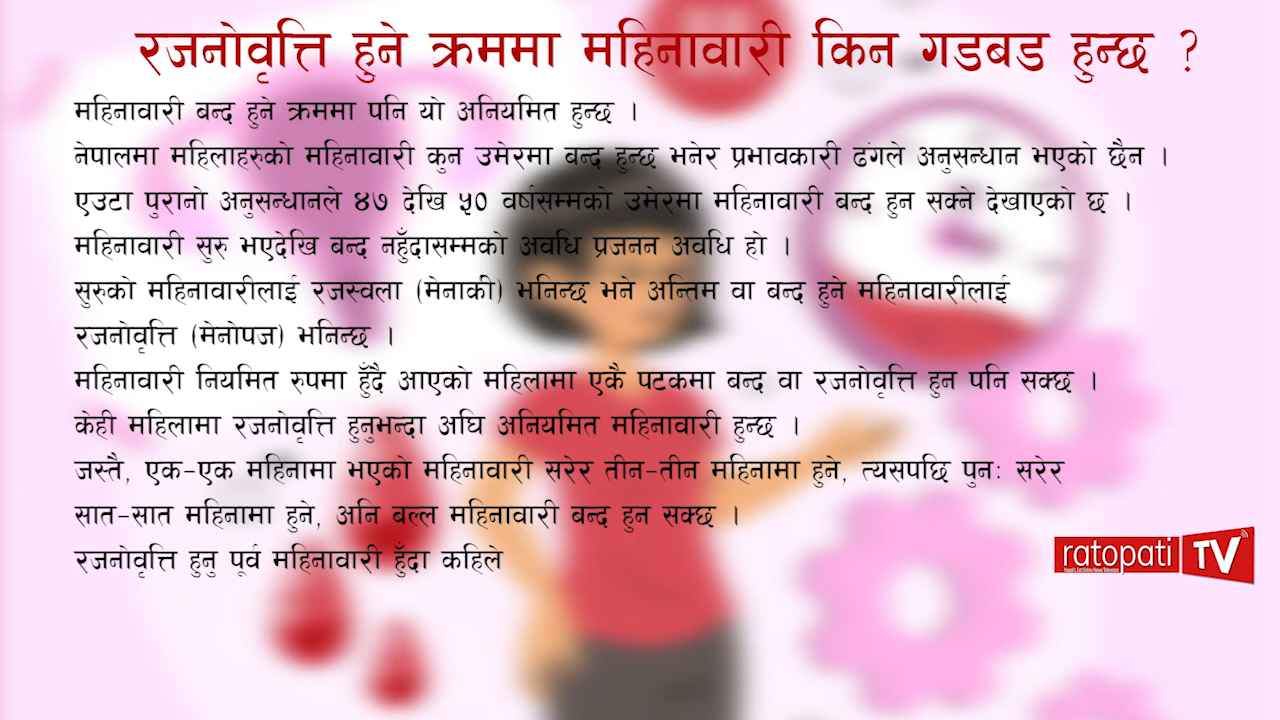 रजनोवृत्ति हुने क्रममा महिनावारी किन गडबड हुन्छ ?
महिनावारी बन्द हुने क्रममा पनि यो अनियमित हुन्छ ।
नेपालमा महिलाहरुको महिनावारी कुन उमेरमा बन्द हुन्छ भनेर प्रभावकारी ढंगले अनुसन्धान भएको छैन ।
एउटा पुरानो अनुसन्धानले ४७ देखि ५० वर्षसम्मको उमेरमा महिनावारी बन्द हुन सक्ने देखाएको छ ।
महिनावारी सुरु भएदेखि बन्द नहुँदासम्मको अवधि प्रजनन अवधि हो ।
सुरुको महिनावारीलाई रजस्वला (मेनाकी) भनिन्छ भने अन्तिम वा बन्द हुने महिनावारीलाई
रजनोवृत्ति (मेनोपज) भनिन्छ ।
महिनावारी नियमित रुपमा हुँदै आएको महिलामा एकै पटकमा बन्द वा रजनोवृत्ति हुन पनि सक्छ ।
केही महिलामा रजनोवृत्ति हुनुभन्दा अघि अनियमित महिनावारी हुन्छ ।
जस्तै, एक-एक महिनामा भएको महिनावारी सरेर तीन-तीन महिनामा हुने, त्यसपछि पुनः सरेर
सात-सात महिनामा हुने, अनि बल्ल महिनावारी बन्द हुन सक्छ ।
रजनोवृत्ति हुनु पूर्व महिनावारी हुँदा कहिले
ratopati TV